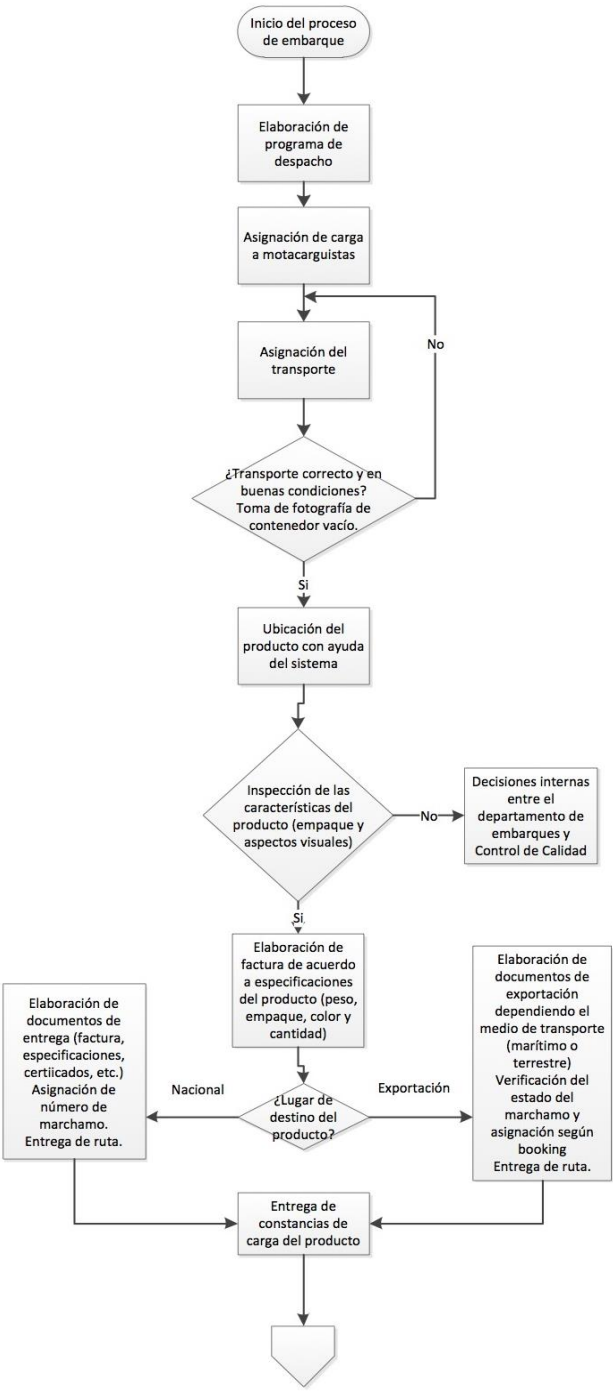 Inicio del proceso
de embarque
Elaboración de
programa de
despacho
Asignación de carga
a motacarguistas
Asignación del
transporte
No
¿Transporte correcto y en
buenas condiciones?
Toma de fotografía de
contenedor vacío.
Si
Ubicación del
producto con ayuda
del sistema
Inspección de las
características del
producto (empaque y
aspectos visuales)
No
Decisiones internas
entre el
departamento de
embarques y
Control de Calidad
Si
Elaboración de
factura de acuerdo
a especificaciones
del producto (peso,
empaque, color y
cantidad)
¿Lugar de
destino del
producto?
Nacional
Elaboración de
documentos de
entrega (factura,
especificaciones,
certiicados, etc.)
Asignación de
número de
marchamo.
Entrega de ruta.
Exportación
Elaboración de
documentos de
exportación
dependiendo el
medio de transporte
(marítimo o
terrestre)
Verificación del
estado del
marchamo y
asignación según
booking
Entrega de ruta.
Entrega de
constancias de
carga del producto